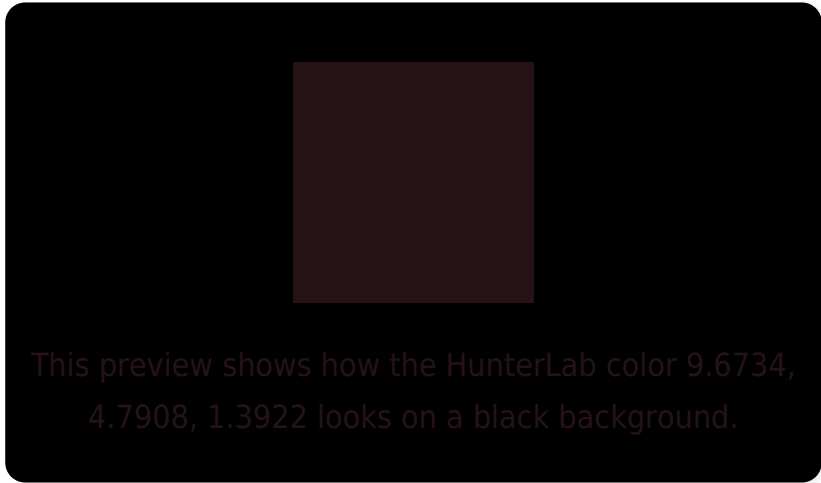 This preview shows how the HunterLab color 9.6734,
4.7908, 1.3922 looks on a black background.